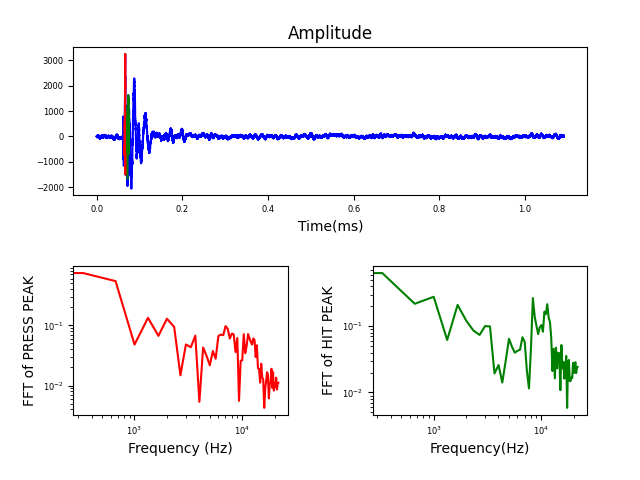 Amplitude
3000
2000
1000
0
−1000
−2000
0.0 0.2 0.4 0.6 0.8 1.0
Time(ms)
FFT of PRESS PEAK
10⁻¹
10⁻²
10³ 10⁴
Frequency (Hz)
FFT of HIT PEAK
10⁻¹
10⁻²
10³ 10⁴
Frequency(Hz)